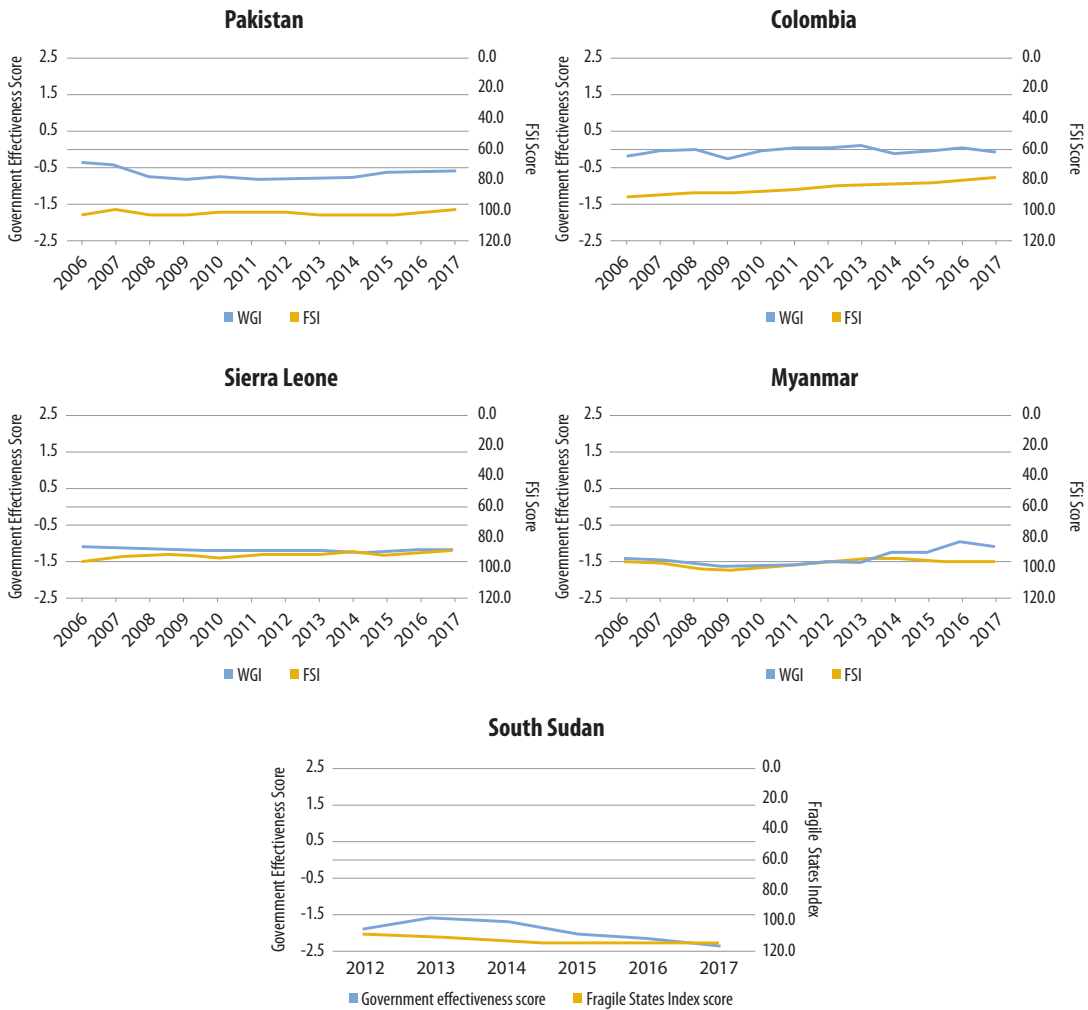 Pakistan
Government Effectiveness Score
2.5
1.5
0.5
-0.5
-1.5
-2.5
0.0
20.0
40.0
60.0
80.0
100.0
120.0
FSi Score
2006 2007 2008 2009 2010 2011 2012 2013 2014 2015 2016 2017
WGI FSI
Colombia
Government Effectiveness Score
2.5
1.5
0.5
-0.5
-1.5
-2.5
0.0
20.0
40.0
60.0
80.0
100.0
120.0
FSi Score
2006 2007 2008 2009 2010 2011 2012 2013 2014 2015 2016 2017
WGI FSI
Sierra Leone
Government Effectiveness Score
2.5
1.5
0.5
-0.5
-1.5
-2.5
0.0
20.0
40.0
60.0
80.0
100.0
120.0
FSi Score
2006 2007 2008 2009 2010 2011 2012 2013 2014 2015 2016 2017
WGI FSI
Myanmar
Government Effectiveness Score
2.5
1.5
0.5
-0.5
-1.5
-2.5
0.0
20.0
40.0
60.0
80.0
100.0
120.0
FSi Score
2006 2007 2008 2009 2010 2011 2012 2013 2014 2015 2016 2017
WGI FSI
South Sudan
Government Effectiveness Score
2.5
1.5
0.5
-0.5
-1.5
-2.5
0.0
20.0
40.0
60.0
80.0
100.0
120.0
Fragile States Index
2012 2013 2014 2015 2016 2017
Government effectiveness score Fragile States Index score